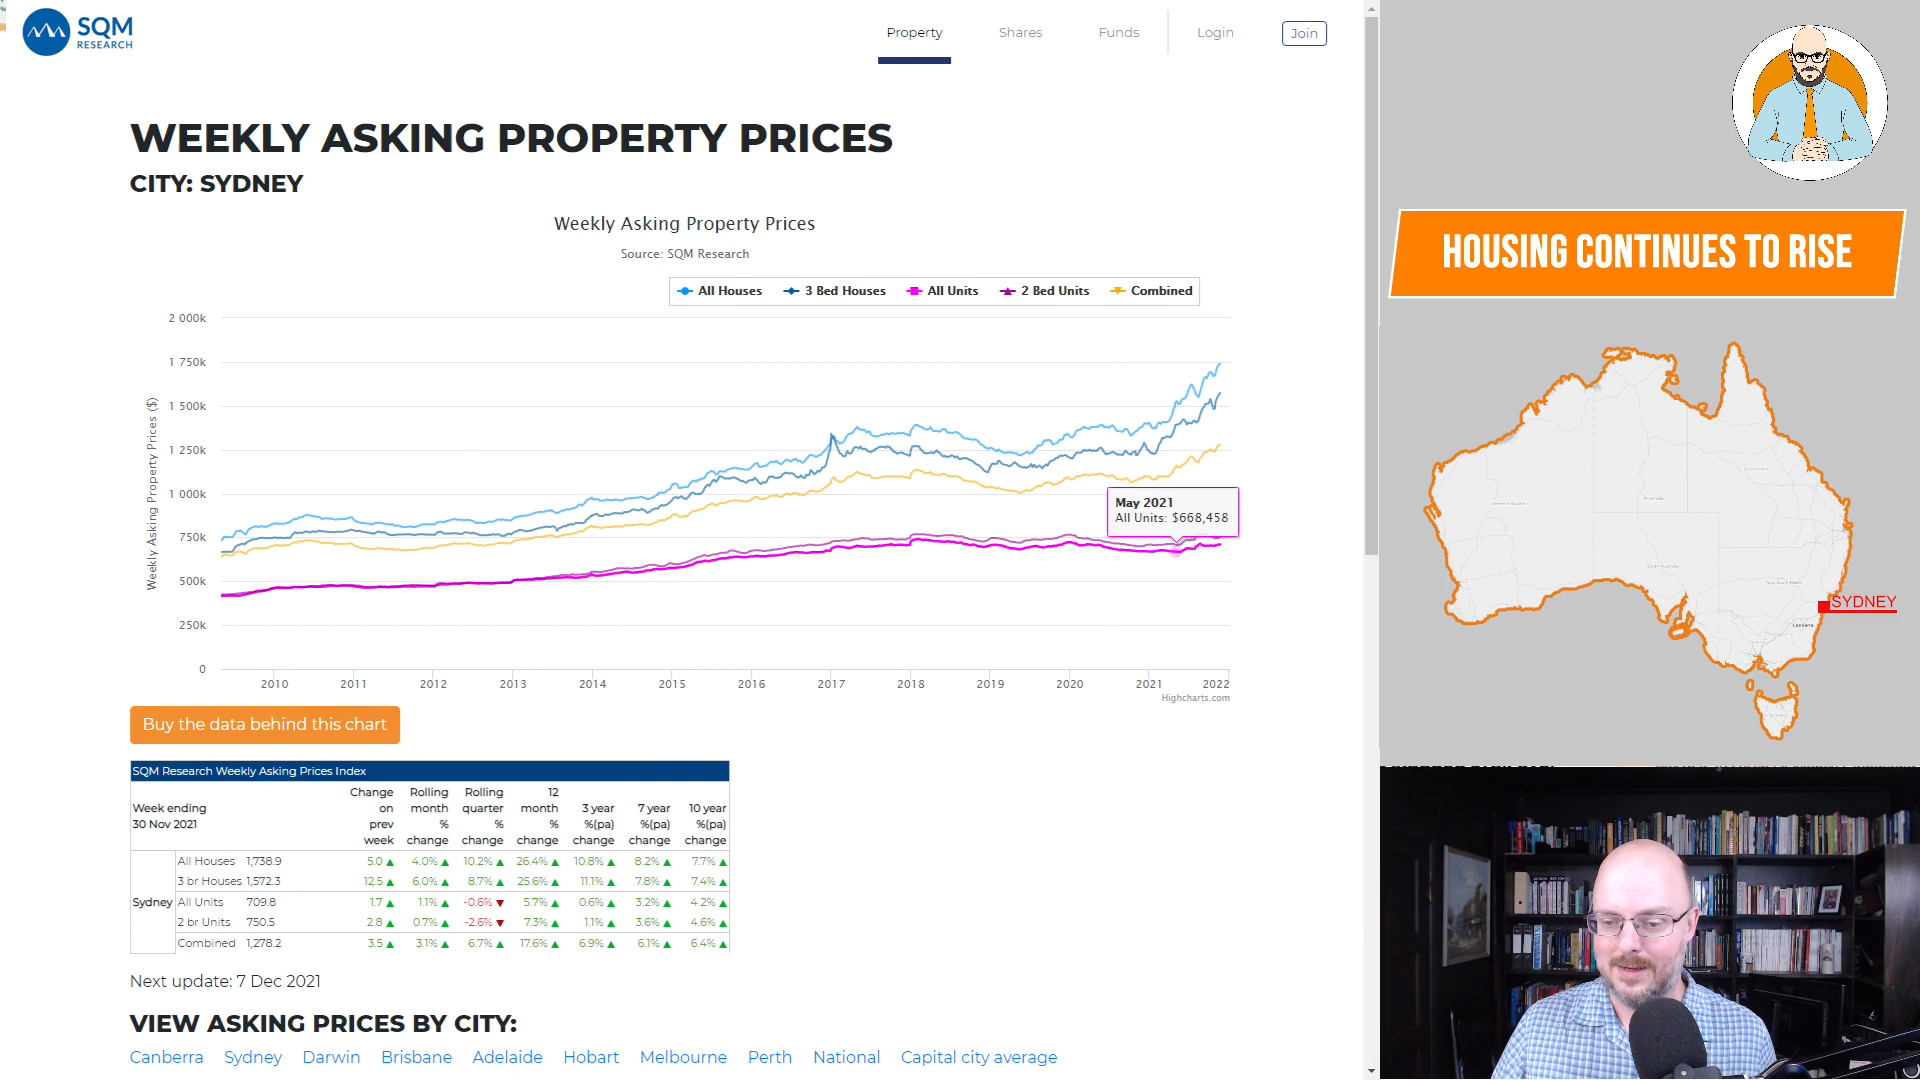 SQM
RESEARCH
Property
Shares
Funds
Login
Join
WEEKLY ASKING PROPERTY PRICES
CITY: SYDNEY
Weekly Asking Property Prices
Source: SQM Research
All Houses 3 Bed Houses All Units 2 Bed Units Combined
Weekly Asking Property Prices ($)
2 000k
1 750k
1 500k
1 250k
1 000k
750k
500k
250k
0
May 2021
All Units: $668,458
2010 2011 2012 2013 2014 2015 2016 2017 2018 2019 2020 2021 2022
Highcharts.com
Buy the data behind this chart
SQM Research Weekly Asking Prices Index
Week ending
30 Nov 2021
Change on prev week
Rolling month % change
Rolling quarter % change
12 month % change
3 year %(pa) change
7 year %(pa) change
10 year %(pa) change
Sydney
All Houses 1,738.9 5.0 ▲ 4.0% ▲ 10.2% ▲ 26.4% ▲ 10.8% ▲ 8.2% ▲ 7.7% ▲
3 br Houses 1,572.3 12.5 ▲ 6.0% ▲ 8.7% ▲ 25.6% ▲ 11.1% ▲ 7.8% ▲ 7.4% ▲
All Units 709.8 1.7 ▲ 1.1% ▲ -0.6% ▼ 5.7% ▲ 0.6% ▲ 3.2% ▲ 4.2% ▲
2 br Units 750.5 2.8 ▲ 0.7% ▲ -2.6% ▼ 7.3% ▲ 1.1% ▲ 3.6% ▲ 4.6% ▲
Combined 1,278.2 3.5 ▲ 3.1% ▲ 6.7% ▲ 17.6% ▲ 6.9% ▲ 6.1% ▲ 6.4% ▲
Next update: 7 Dec 2021
VIEW ASKING PRICES BY CITY:
Canberra Sydney Darwin Brisbane Adelaide Hobart Melbourne Perth National Capital city average
HOUSING CONTINUES TO RISE
Australia
Canberra
SYDNEY